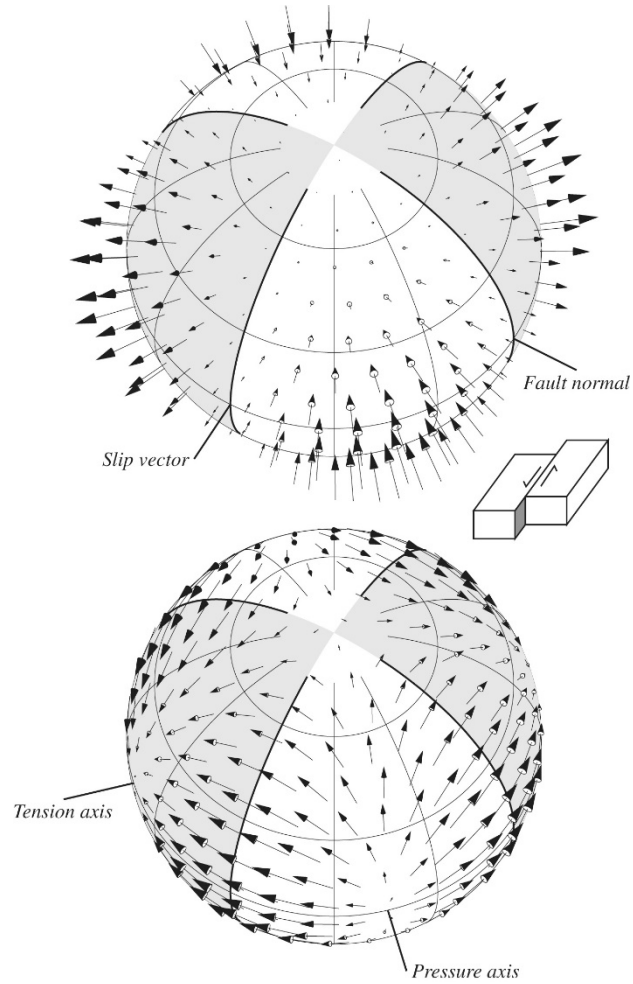 Fault normal
Slip vector
Tension axis
Pressure axis